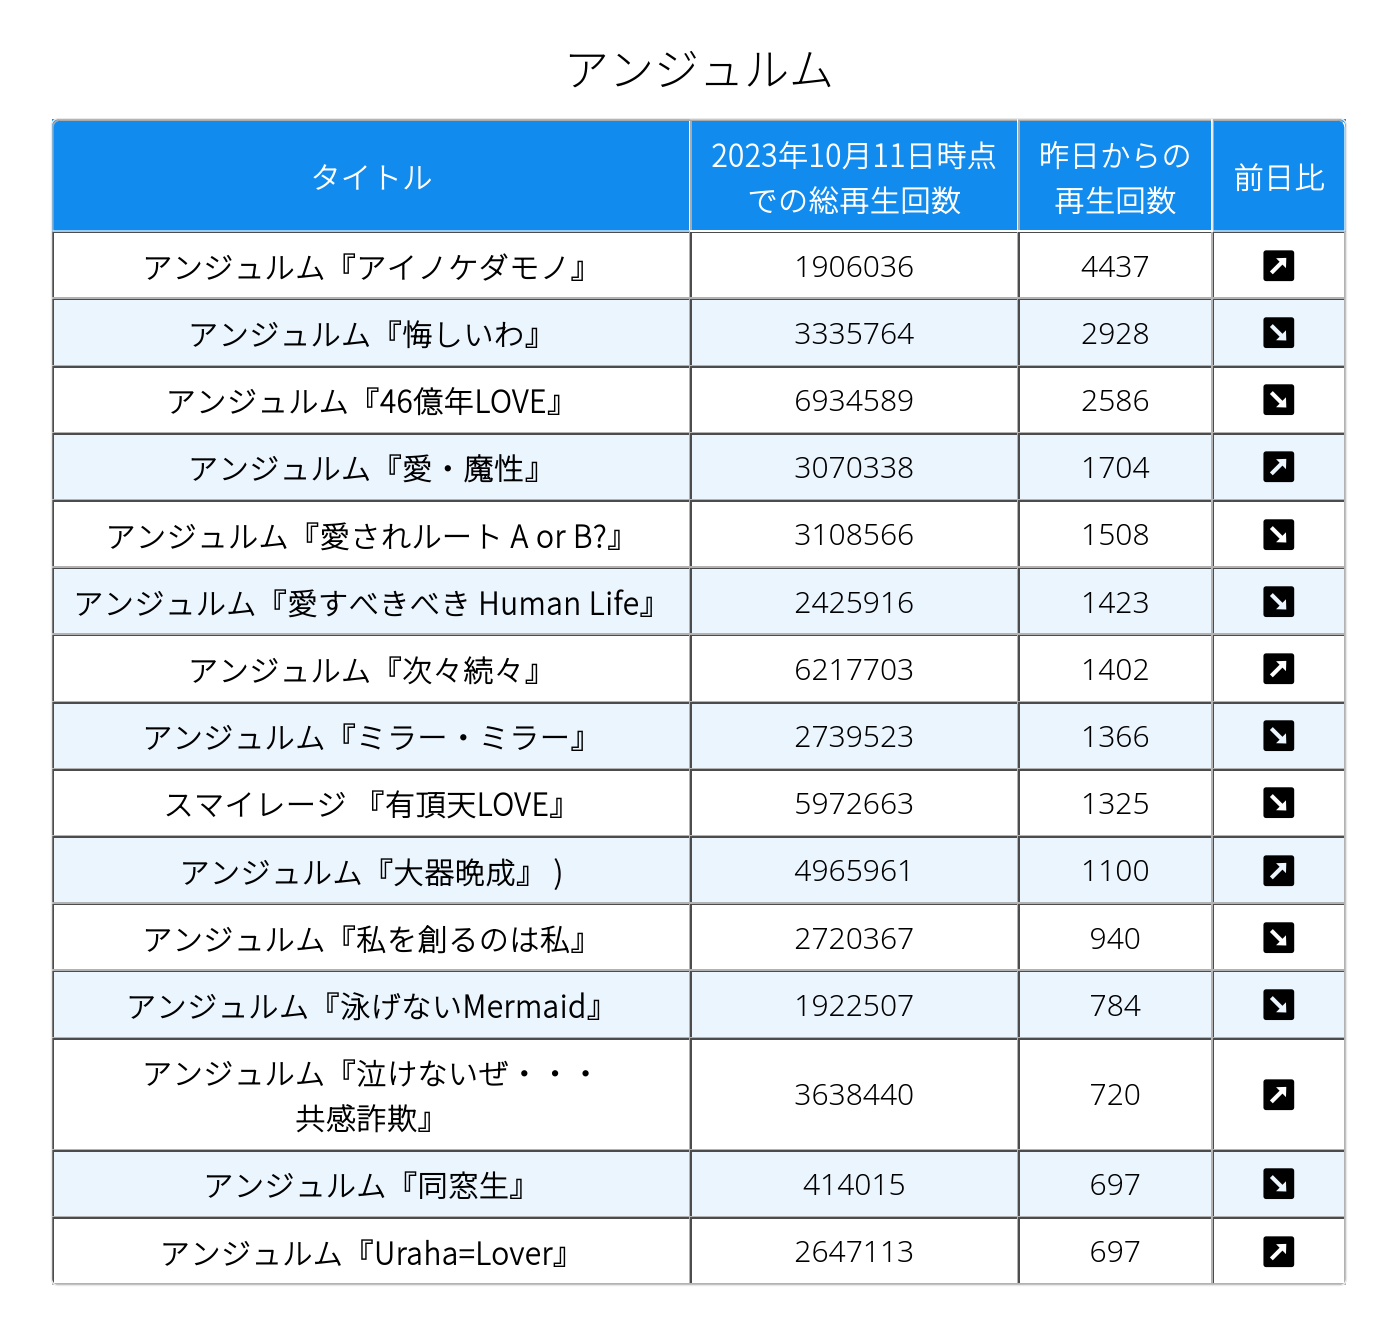 アンジュルム
タイトル
2023年10月11日時点
での総再生回数
昨日からの
再生回数
前日比
アンジュルム『アイノケダモノ』 1906036 4437 ↗
アンジュルム『悔しいわ』 3335764 2928 ↘
アンジュルム『46億年LOVE』 6934589 2586 ↘
アンジュルム『愛・魔性』 3070338 1704 ↗
アンジュルム『愛されルート A or B?』 3108566 1508 ↘
アンジュルム『愛すべきべき Human Life』 2425916 1423 ↘
アンジュルム『次々続々』 6217703 1402 ↗
アンジュルム『ミラー・ミラー』 2739523 1366 ↘
スマイレージ 『有頂天LOVE』 5972663 1325 ↘
アンジュルム『大器晩成』 ) 4965961 1100 ↗
アンジュルム『私を創るのは私』 2720367 940 ↘
アンジュルム『泳げないMermaid』 1922507 784 ↘
アンジュルム『泣けないぜ・・・
共感詐欺』 3638440 720 ↗
アンジュルム『同窓生』 414015 697 ↘
アンジュルム『Uraha=Lover』 2647113 697 ↗